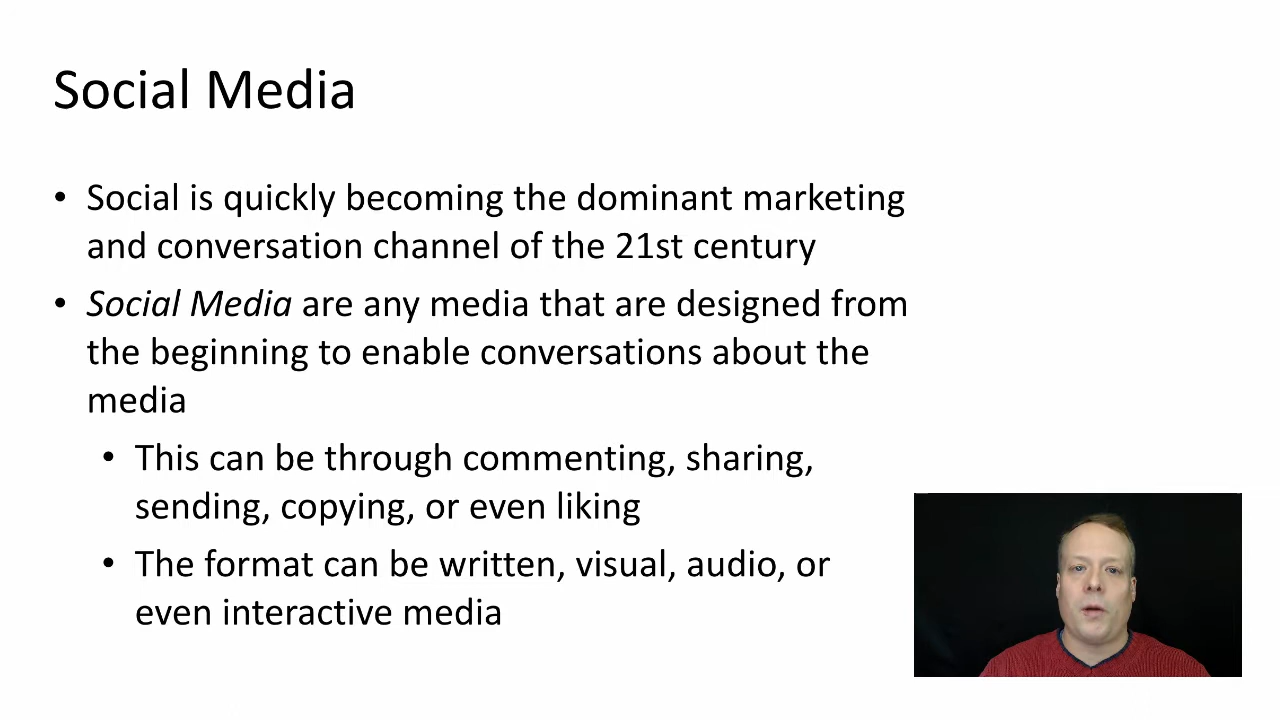 Social Media
• Social is quickly becoming the dominant marketing
and conversation channel of the 21st century
• Social Media are any media that are designed from
the beginning to enable conversations about the
media
• This can be through commenting, sharing,
sending, copying, or even liking
• The format can be written, visual, audio, or
even interactive media